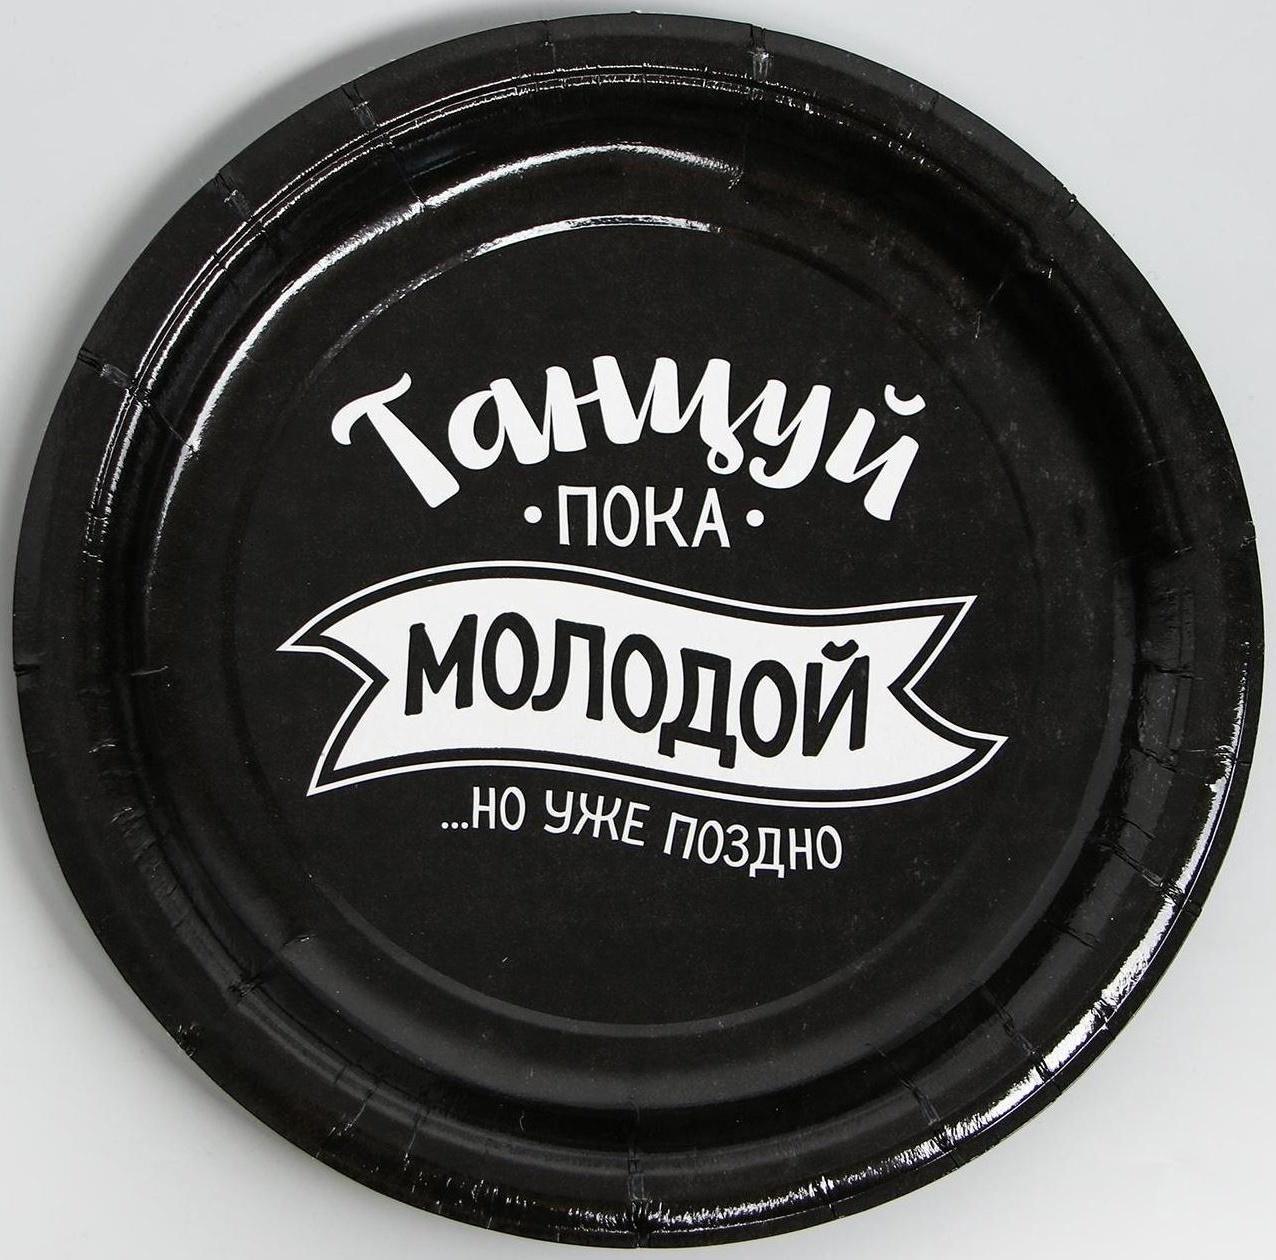 Танцуй
• ПОКА •
МОЛОДОЙ
...НО УЖЕ ПОЗДНО